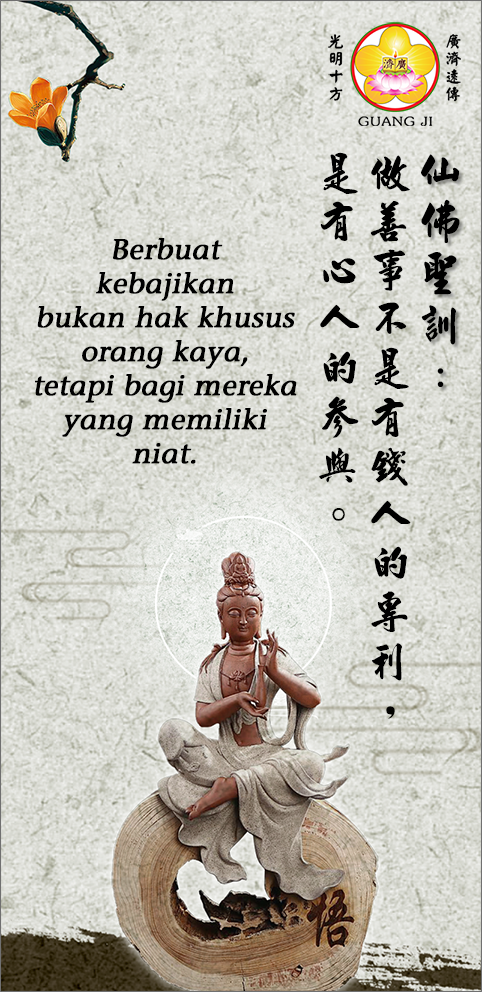 光明十方
廣濟遠傳
濟廣
GUANG JI
仙佛聖訓：
做善事不是有錢人的專利，
是有心人的參與。
Berbuat
kebajikan
bukan hak khusus
orang kaya,
tetapi bagi mereka
yang memiliki
niat.
悟